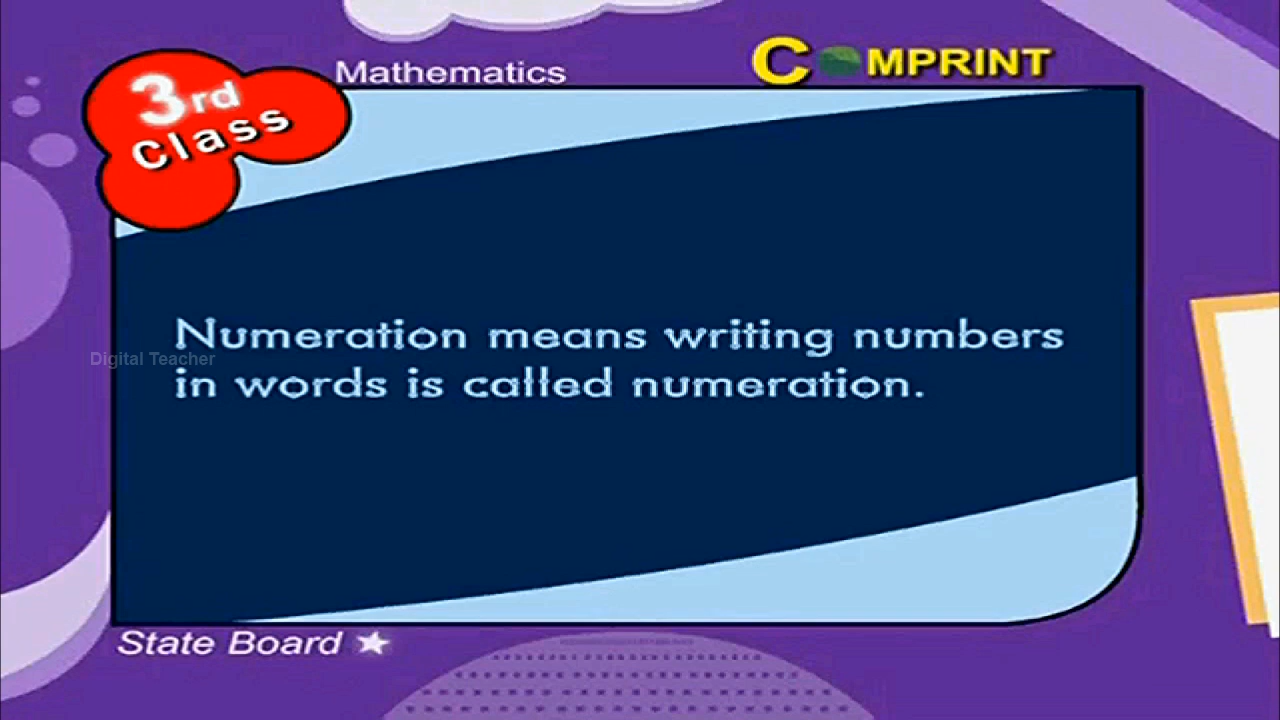 3rd
Class
Mathematics
COMPRINT
Numeration means writing numbers
in words is called numeration.
Digital Teacher
State Board